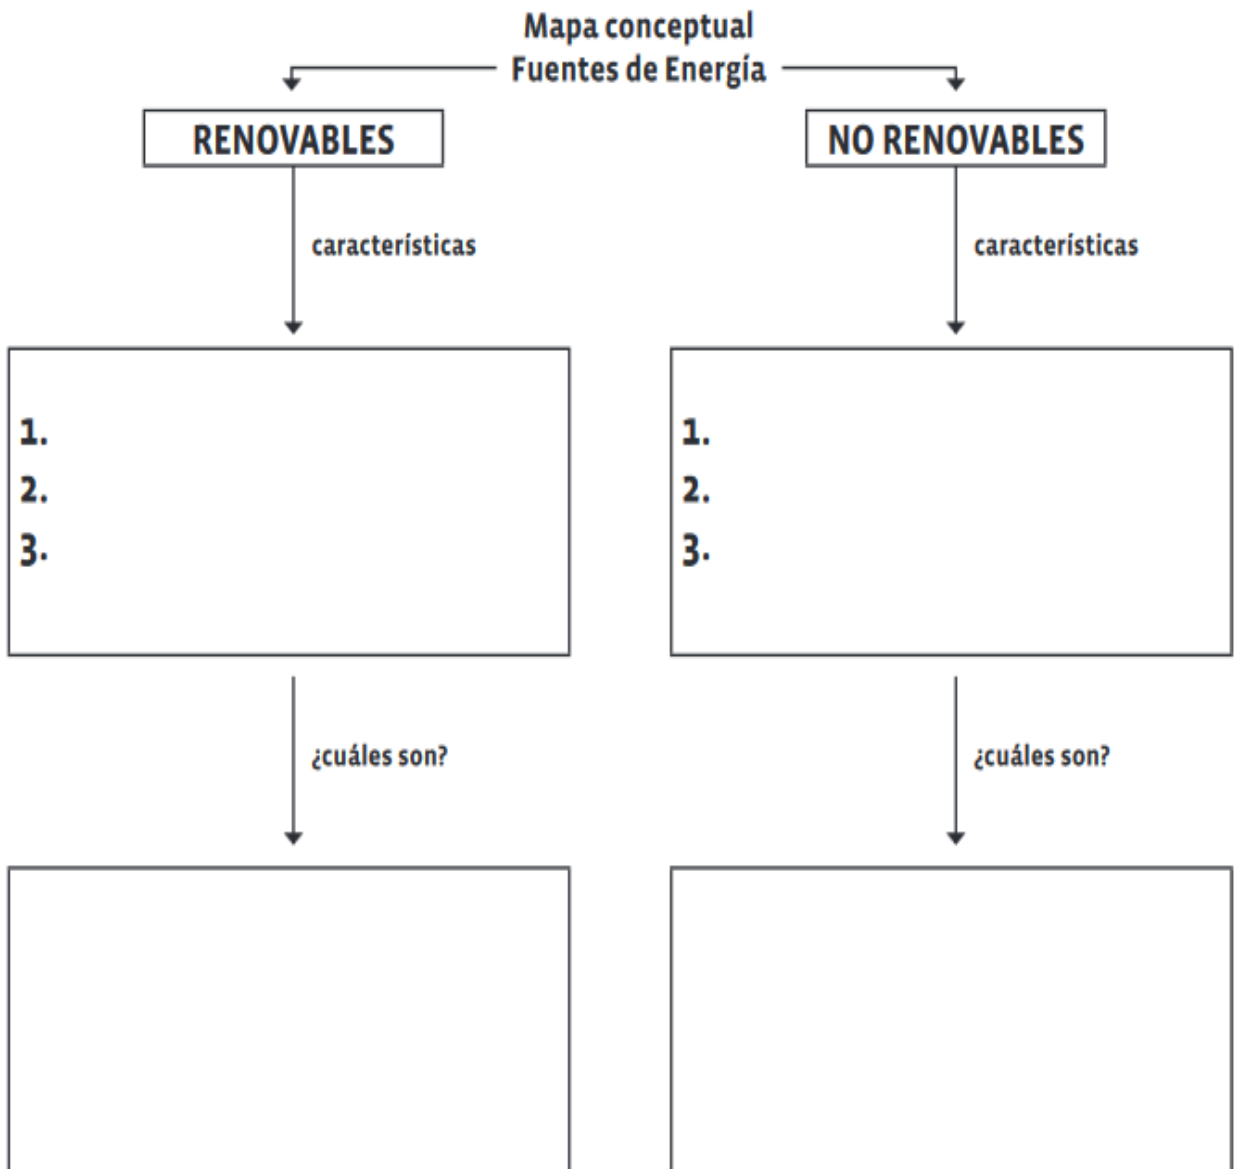 Mapa conceptual
Fuentes de Energía
RENOVABLES
NO RENOVABLES
características
características
1.
2.
3.
1.
2.
3.
¿cuáles son?
¿cuáles son?